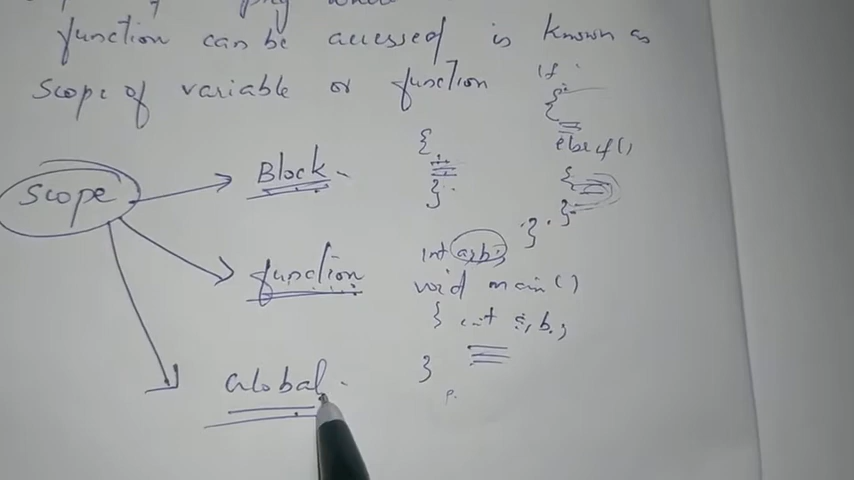 function can be accessed is known as
scope of variable or function
Scope
Block
{
}
if
{
else if ()
{
}
}
function
int a,b;
void main ()
{ int a, b;
}
Global